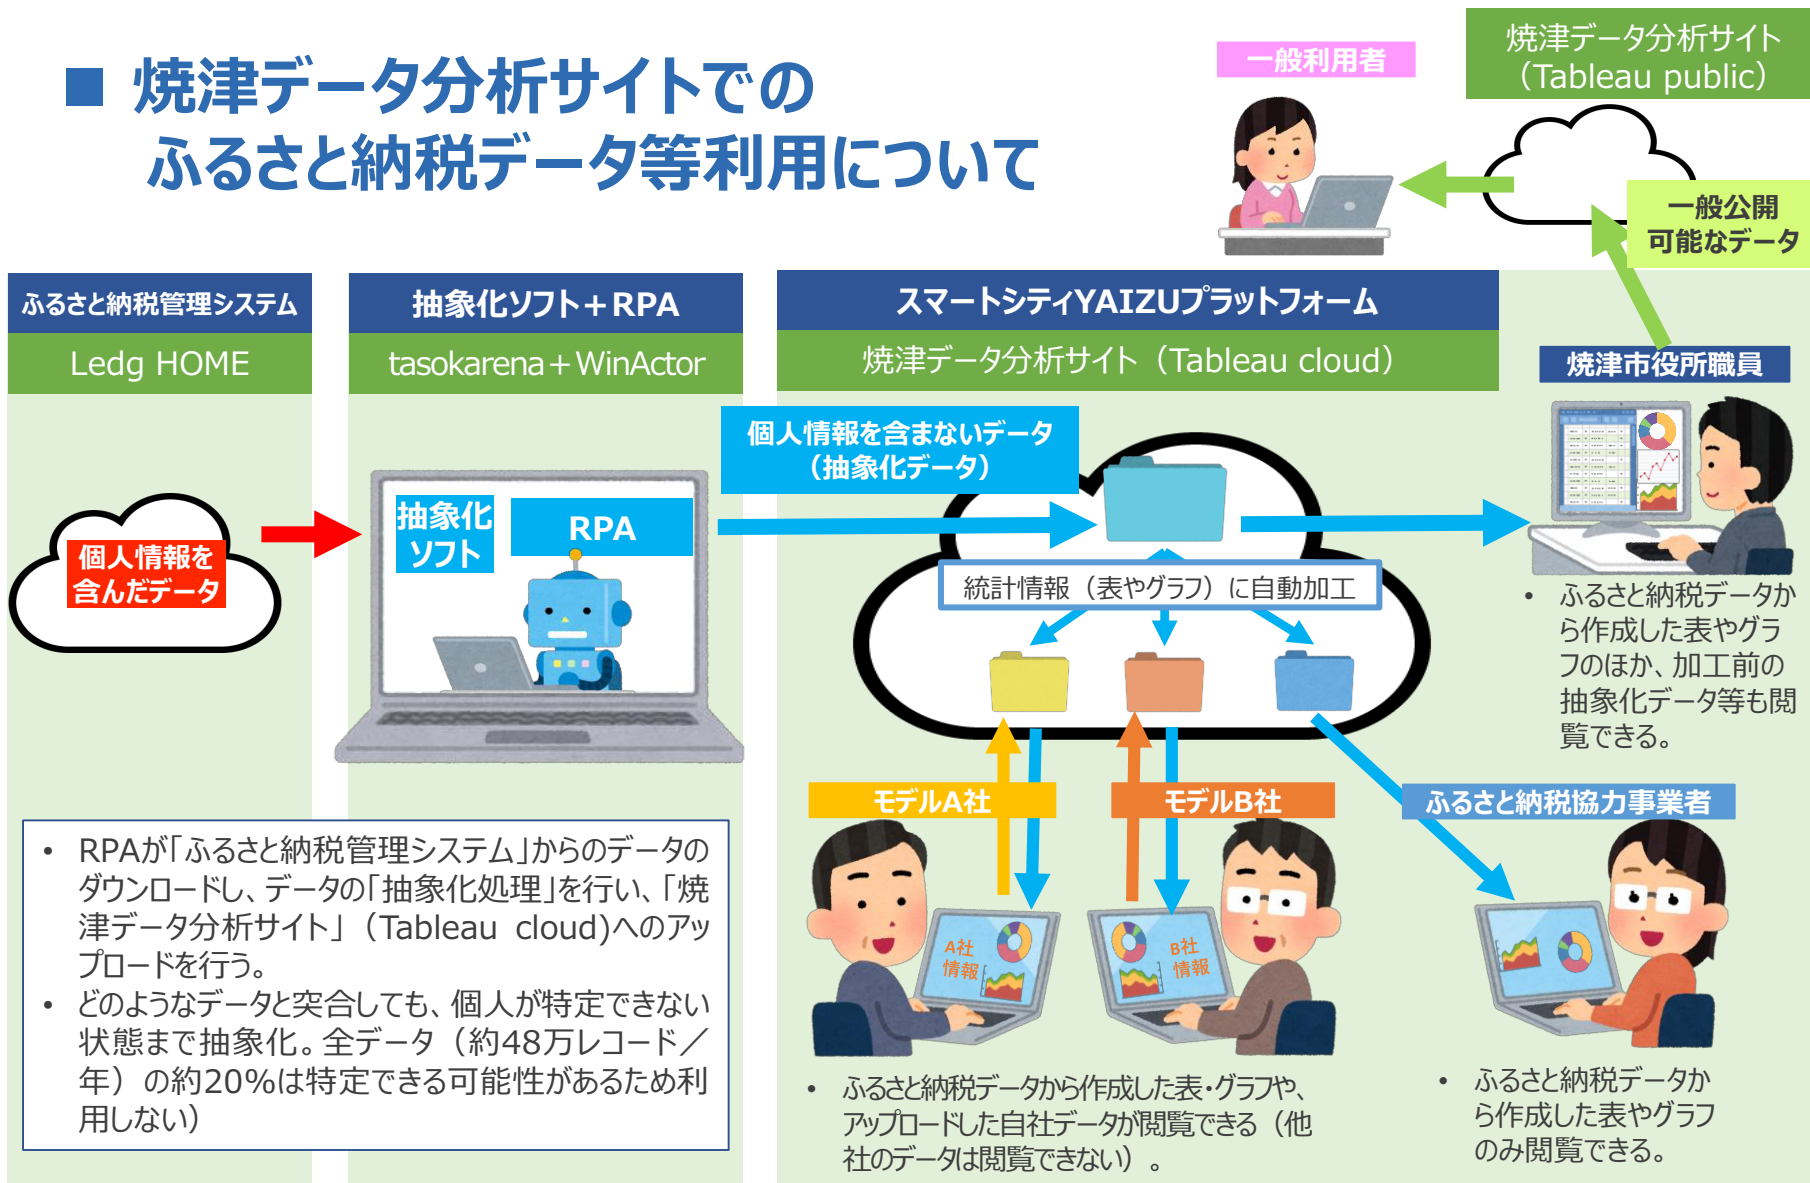 ■ 焼津データ分析サイトでの
ふるさと納税データ等利用について
一般利用者
焼津データ分析サイト
（Tableau public）
一般公開
可能なデータ
ふるさと納税管理システム
Ledg HOME
抽象化ソフト＋RPA
tasokarena＋WinActor
スマートシティYAIZUプラットフォーム
焼津データ分析サイト（Tableau cloud）
焼津市役所職員
個人情報を
含んだデータ
抽象化
ソフト
RPA
個人情報を含まないデータ
（抽象化データ）
統計情報（表やグラフ）に自動加工
• ふるさと納税データか
ら作成した表やグラ
フのほか、加工前の
抽象化データ等も閲
覧できる。
モデルA社
モデルB社
ふるさと納税協力事業者
A社
情報
B社
情報
• RPAが「ふるさと納税管理システム」からのデータの
ダウンロードし、データの「抽象化処理」を行い、「焼
津データ分析サイト」（Tableau cloud)へのアッ
プロードを行う。
• どのようなデータと突合しても、個人が特定できない
状態まで抽象化。全データ（約48万レコード／
年）の約20%は特定できる可能性があるため利
用しない）
• ふるさと納税データから作成した表・グラフや、
アップロードした自社データが閲覧できる（他
社のデータは閲覧できない）。
• ふるさと納税データか
ら作成した表やグラフ
のみ閲覧できる。